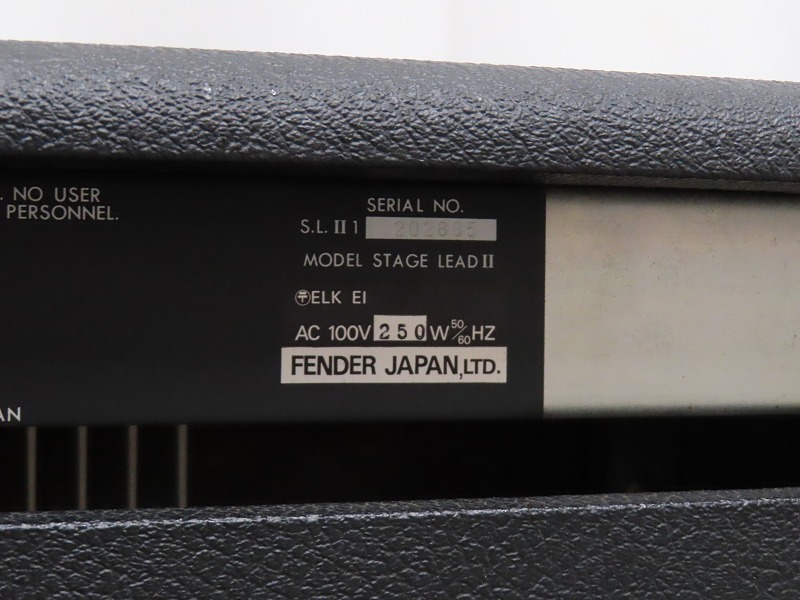 . NO USER
PERSONNEL.
SERIAL NO.
S.L. II 1
MODEL STAGE LEAD II
〶ELK EI
AC 100V 250W 50/60 HZ
FENDER JAPAN, LTD.
AN